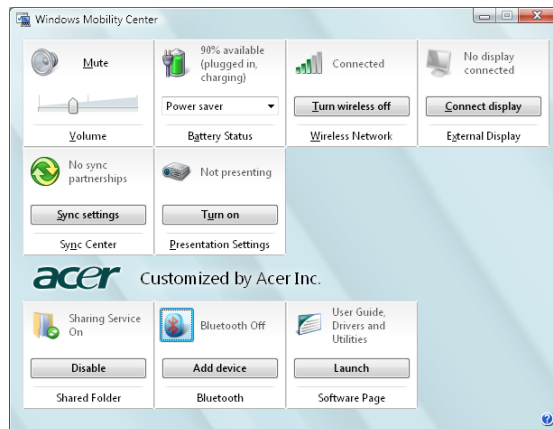 Windows Mobility Center
Mute
Volume
90% available
(plugged in,
charging)
Power saver
Battery Status
Connected
Turn wireless off
Wireless Network
No display
connected
Connect display
External Display
No sync
partnerships
Sync settings
Sync Center
Not presenting
Turn on
Presentation Settings
acer Customized by Acer Inc.
Sharing Service
On
Disable
Shared Folder
Bluetooth Off
Add device
Bluetooth
User Guide,
Drivers and
Utilities
Launch
Software Page
?